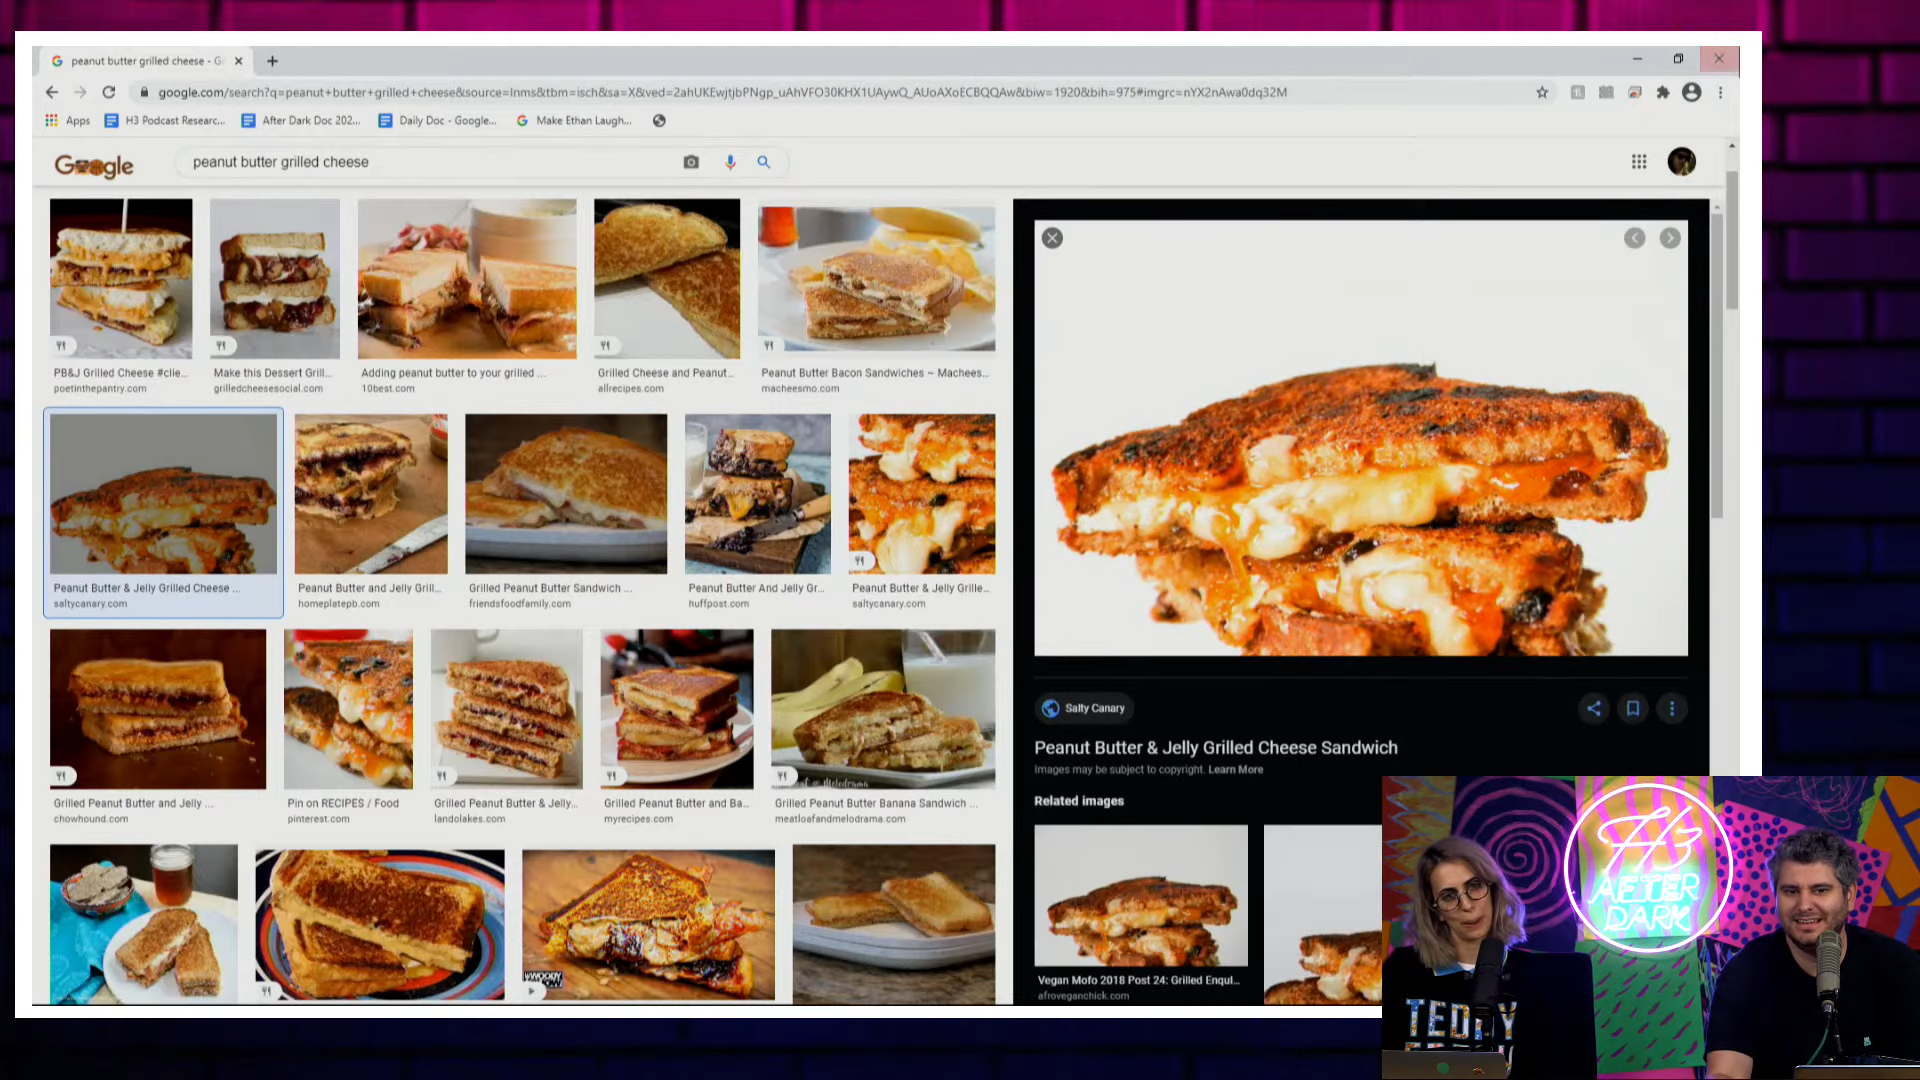 peanut butter grilled cheese - G
google.com/search?q=peanut+butter+grilled+cheese&source=lnms&tbm=isch&sa=X&ved=2ahUKEwjtjbPNgp_uAhVFO30KHX1UAywQ_AUoAXoECBQQAw&biw=1920&bih=975#imgrc=nYX2nAwa0dq32M
Apps H3 Podcast Researc... After Dark Doc 202... Daily Doc - Google... Make Ethan Laugh...
Google peanut butter grilled cheese
PB&J Grilled Cheese #clie... Make this Dessert Grill... Adding peanut butter to your grilled ... Grilled Cheese and Peanut... Peanut Butter Bacon Sandwiches ~ Machees...
poetinthepantry.com grilledcheesesocial.com 10best.com allrecipes.com macheesmo.com
Peanut Butter & Jelly Grilled Cheese ... Peanut Butter and Jelly Grill... Grilled Peanut Butter Sandwich ... Peanut Butter And Jelly Gr... Peanut Butter & Jelly Grille...
saltycanary.com homeplatepb.com friendsfoodfamily.com huffpost.com saltycanary.com
Grilled Peanut Butter and Jelly ... Pin on RECIPES / Food Grilled Peanut Butter & Jelly... Grilled Peanut Butter and Ba... Grilled Peanut Butter Banana Sandwich ...
chowhound.com pinterest.com landolakes.com myrecipes.com meatloafandmelodrama.com
Salty Canary
Peanut Butter & Jelly Grilled Cheese Sandwich
Images may be subject to copyright. Learn More
Related images
Vegan Mofo 2018 Post 24: Grilled Enqui...
afroveganchick.com
H3
AFTER
DARK
TEDDY